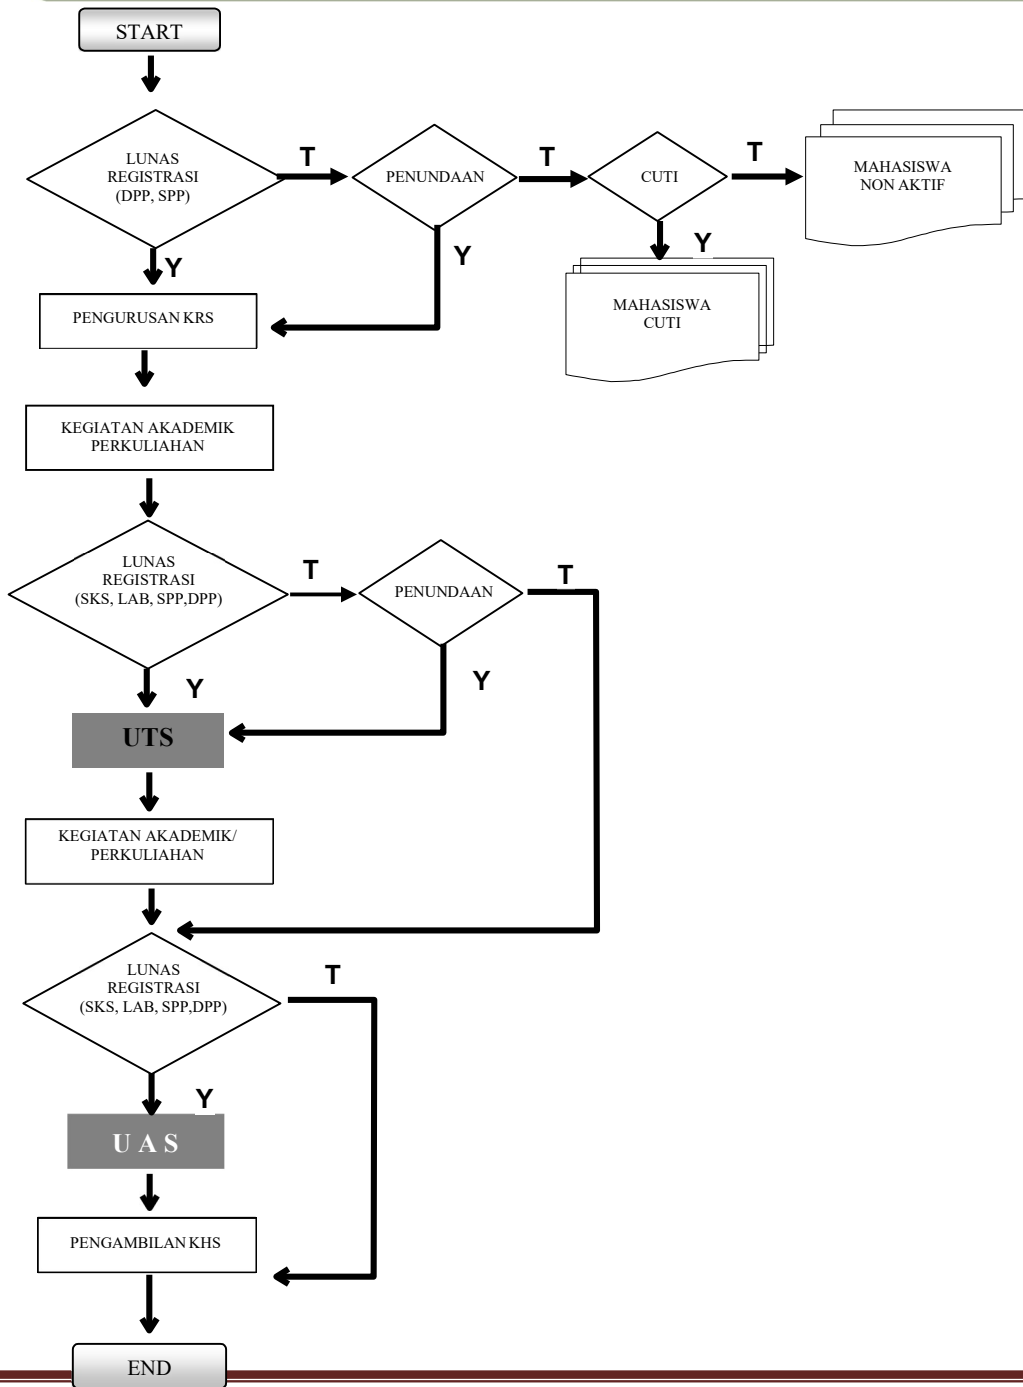 START
LUNAS
REGISTRASI
(DPP, SPP)
T
PENUNDAAN
T
CUTI
T
MAHASISWA
NON AKTIF
Y
Y
Y
MAHASISWA
CUTI
PENGURUSAN KRS
KEGIATAN AKADEMIK
PERKULIAHAN
LUNAS
REGISTRASI
(SKS, LAB, SPP,DPP)
T
PENUNDAAN
T
Y
Y
UTS
KEGIATAN AKADEMIK/
PERKULIAHAN
LUNAS
REGISTRASI
(SKS, LAB, SPP,DPP)
T
Y
U A S
PENGAMBILAN KHS
END